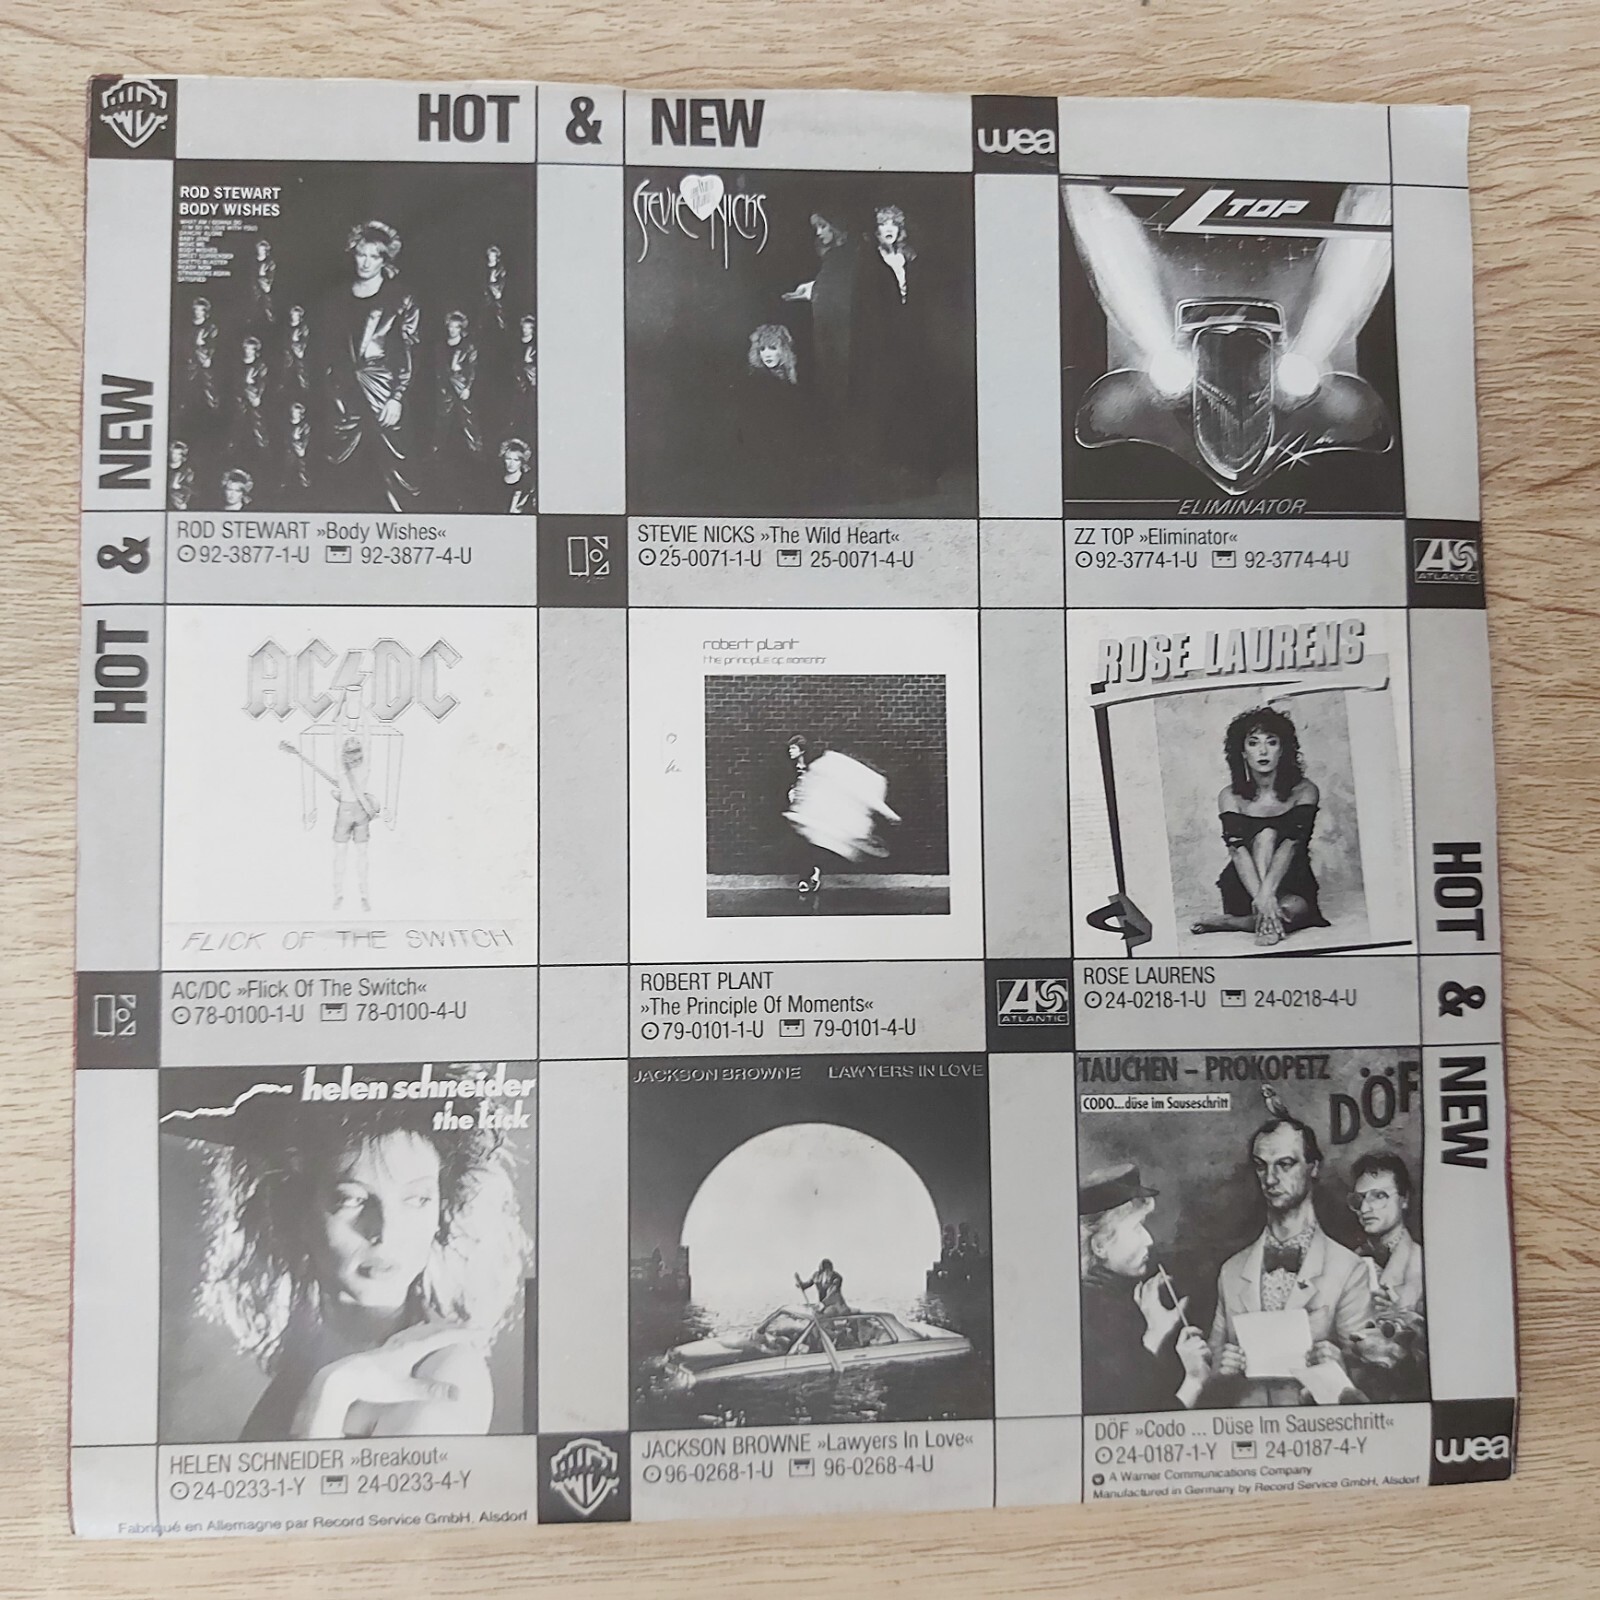 HOT & NEW
wea
ROD STEWART
BODY WISHES
STEVIE NICKS
ZZ TOP
ELIMINATOR
HOT & NEW
ROD STEWART »Body Wishes«
92-3877-1-U 92-3877-4-U
STEVIE NICKS »The Wild Heart«
25-0071-1-U 25-0071-4-U
ZZ TOP »Eliminator«
92-3774-1-U 92-3774-4-U
ATLANTIC
AC/DC
FLICK OF THE SWITCH
robert plant
the principle of moments
ROSE LAURENS
HOT & NEW
AC/DC »Flick Of The Switch«
78-0100-1-U 78-0100-4-U
ROBERT PLANT
»The Principle Of Moments«
79-0101-1-U 79-0101-4-U
ATLANTIC
ROSE LAURENS
24-0218-1-U 24-0218-4-U
helen schneider
the kick
JACKSON BROWNE LAWYERS IN LOVE
TAUCHEN – PROKOPETZ
DÖF
CODO...düse im Sauseschritt
HELEN SCHNEIDER »Breakout«
24-0233-1-Y 24-0233-4-Y
JACKSON BROWNE »Lawyers In Love«
96-0268-1-U 96-0268-4-U
DÖF »Codo ... Düse Im Sauseschritt«
24-0187-1-Y 24-0187-4-Y
A Warner Communications Company
Manufactured in Germany by Record Service GmbH, Alsdorf
wea
Fabriqué en Allemagne par Record Service GmbH, Alsdorf